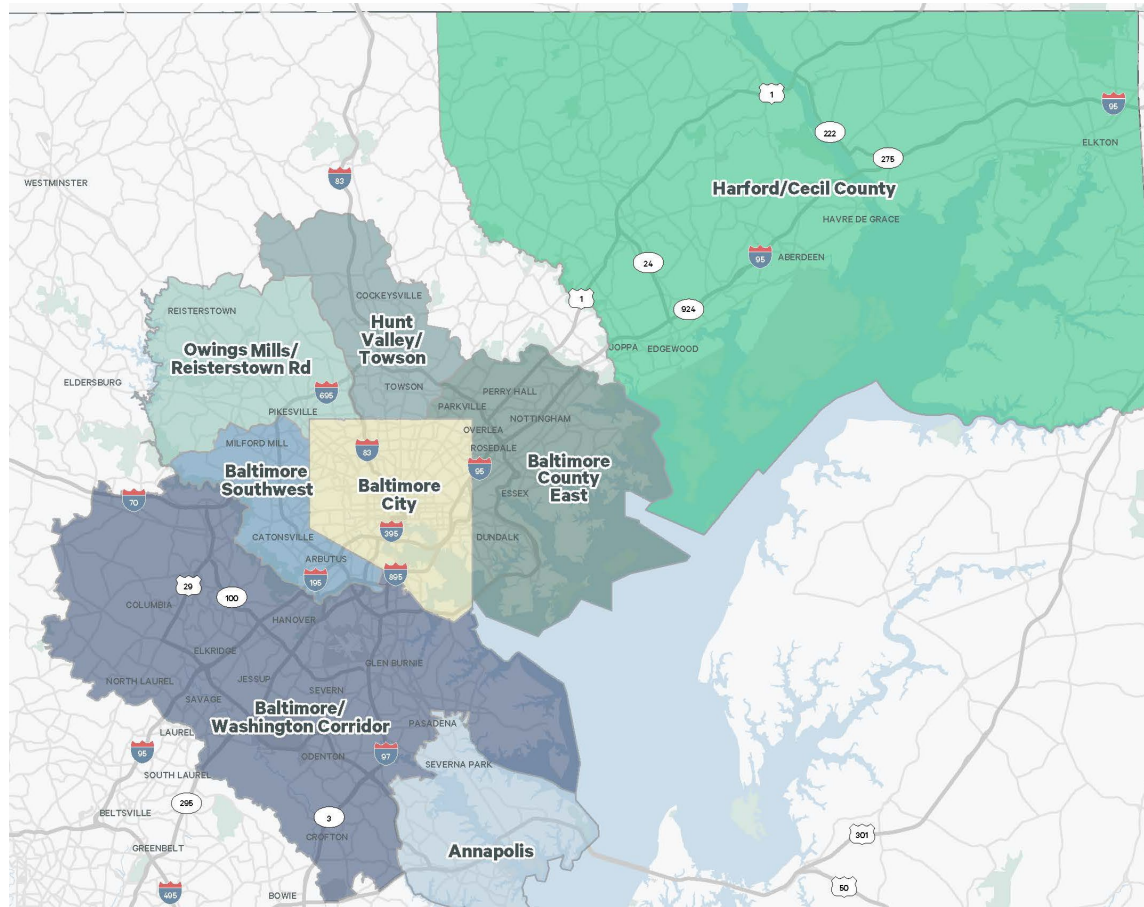 1
95
222
275
ELKTON
83
WESTMINSTER
Harford/Cecil County
HAVRE DE GRACE
24
95
ABERDEEN
COCKEYSVILLE
1
REISTERSTOWN
924
Hunt
Valley/
Towson
JOPPA
EDGEWOOD
Owings Mills/
Reisterstown Rd
ELDERSBURG
695
TOWSON
PERRY HALL
PIKESVILLE
PARKVILLE
NOTTINGHAM
OVERLEA
MILFORD MILL
83
ROSEDALE
95
Baltimore
Southwest
Baltimore
City
Baltimore
County
East
ESSEX
70
395
CATONSVILLE
DUNDALK
ARBUTUS
195
895
29
100
COLUMBIA
HANOVER
ELKRIDGE
GLEN BURNIE
NORTH LAUREL
JESSUP
SEVERN
SAVAGE
Baltimore/
Washington Corridor
PASADENA
LAUREL
95
97
ODENTON
SEVERNA PARK
SOUTH LAUREL
295
BELTSVILLE
3
CROFTON
301
GREENBELT
Annapolis
495
BOWIE
50